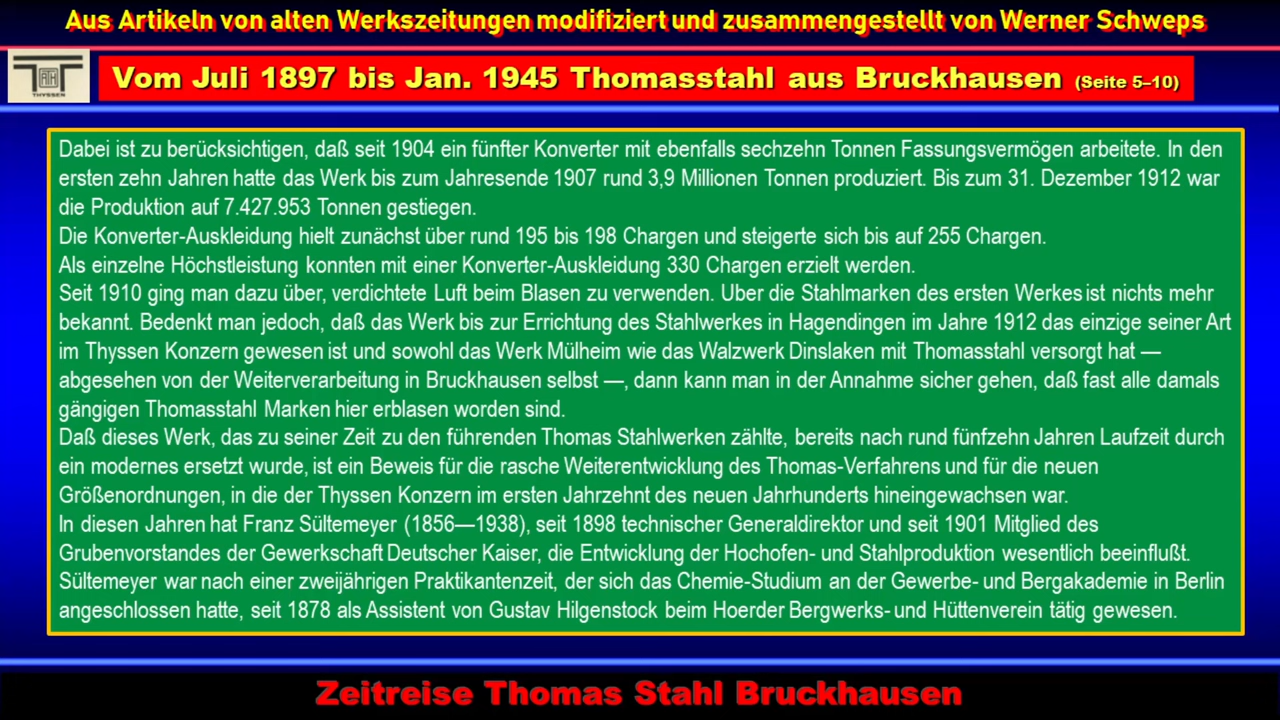 Aus Artikeln von alten Werkszeitungen modifiziert und zusammengestellt von Werner Schweps
THYSSEN
Vom Juli 1897 bis Jan. 1945 Thomasstahl aus Bruckhausen (Seite 5–10)
Dabei ist zu berücksichtigen, daß seit 1904 ein fünfter Konverter mit ebenfalls sechzehn Tonnen Fassungsvermögen arbeitete. In den
ersten zehn Jahren hatte das Werk bis zum Jahresende 1907 rund 3,9 Millionen Tonnen produziert. Bis zum 31. Dezember 1912 war
die Produktion auf 7.427.953 Tonnen gestiegen.
Die Konverter-Auskleidung hielt zunächst über rund 195 bis 198 Chargen und steigerte sich bis auf 255 Chargen.
Als einzelne Höchstleistung konnten mit einer Konverter-Auskleidung 330 Chargen erzielt werden.
Seit 1910 ging man dazu über, verdichtete Luft beim Blasen zu verwenden. Uber die Stahlmarken des ersten Werkes ist nichts mehr
bekannt. Bedenkt man jedoch, daß das Werk bis zur Errichtung des Stahlwerkes in Hagendingen im Jahre 1912 das einzige seiner Art
im Thyssen Konzern gewesen ist und sowohl das Werk Mülheim wie das Walzwerk Dinslaken mit Thomasstahl versorgt hat —
abgesehen von der Weiterverarbeitung in Bruckhausen selbst —, dann kann man in der Annahme sicher gehen, daß fast alle damals
gängigen Thomasstahl Marken hier erblasen worden sind.
Daß dieses Werk, das zu seiner Zeit zu den führenden Thomas Stahlwerken zählte, bereits nach rund fünfzehn Jahren Laufzeit durch
ein modernes ersetzt wurde, ist ein Beweis für die rasche Weiterentwicklung des Thomas-Verfahrens und für die neuen
Größenordnungen, in die der Thyssen Konzern im ersten Jahrzehnt des neuen Jahrhunderts hineingewachsen war.
In diesen Jahren hat Franz Sültemeyer (1856—1938), seit 1898 technischer Generaldirektor und seit 1901 Mitglied des
Grubenvorstandes der Gewerkschaft Deutscher Kaiser, die Entwicklung der Hochofen- und Stahlproduktion wesentlich beeinflußt.
Sültemeyer war nach einer zweijährigen Praktikantenzeit, der sich das Chemie-Studium an der Gewerbe- und Bergakademie in Berlin
angeschlossen hatte, seit 1878 als Assistent von Gustav Hilgenstock beim Hoerder Bergwerks- und Hüttenverein tätig gewesen.
Zeitreise Thomas Stahl Bruckhausen